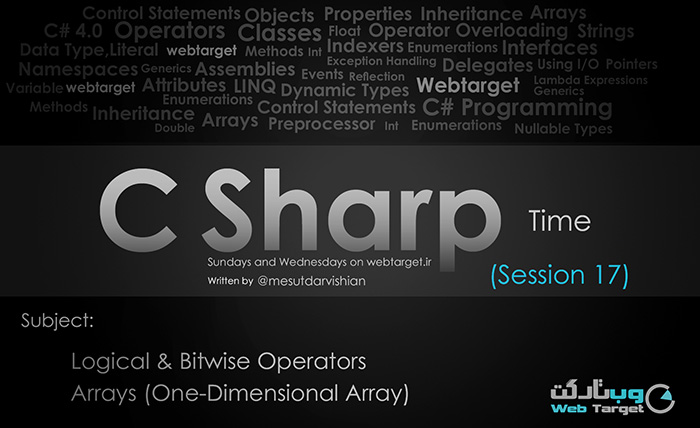 Control Statements Objects Properties Inheritance Arrays
C# 4.0 Operators Classes Float Operator Overloading Strings
Data Type,Literal webtarget Methods Int Indexers Enumerations Interfaces
Namespaces Generics Assemblies Events Exception Handling Delegates Using I/O Pointers
Variable webtarget Attributes LINQ Dynamic Types Reflection Webtarget Lambda Expressions Generics
Methods Inheritance Enumerations Control Statements C# Programming
Double Arrays Preprocessor Int Enumerations Nullable Types
C Sharp Time
Sundays and Wednesdays on webtarget.ir
Written by @mesutdarvishian
(Session 17)
Subject:
Logical & Bitwise Operators
Arrays (One-Dimensional Array)
وب تارگت
Web Target